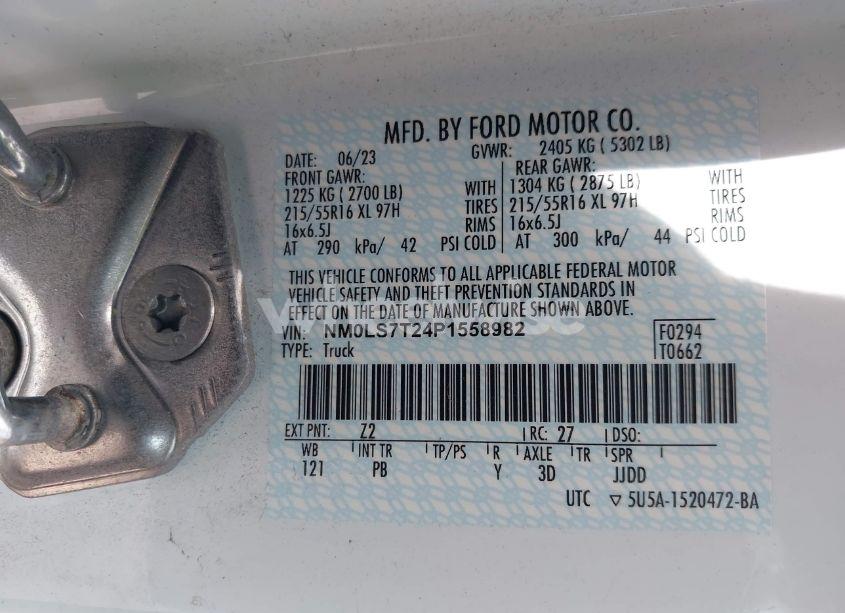 MFD. BY FORD MOTOR CO.
DATE: 06/23 GVWR: 2405 KG ( 5302 LB)
FRONT GAWR: REAR GAWR:
1225 KG ( 2700 LB) WITH 1304 KG ( 2875 LB) WITH
215/55R16 XL 97H TIRES 215/55R16 XL 97H TIRES
16x6.5J RIMS 16x6.5J RIMS
AT 290 kPa/ 42 PSI COLD AT 300 kPa/ 44 PSI COLD
THIS VEHICLE CONFORMS TO ALL APPLICABLE FEDERAL MOTOR
VEHICLE SAFETY AND THEFT PREVENTION STANDARDS IN
EFFECT ON THE DATE OF MANUFACTURE SHOWN ABOVE.
VIN: NM0LS7T24P1558982 F0294
TYPE: Truck T0662
EXT PNT: Z2 RC: 27 DSO:
WB INT TR TP/PS R AXLE TR SPR
121 PB Y 3D JJDD
UTC ▽ 5U5A-1520472-BA